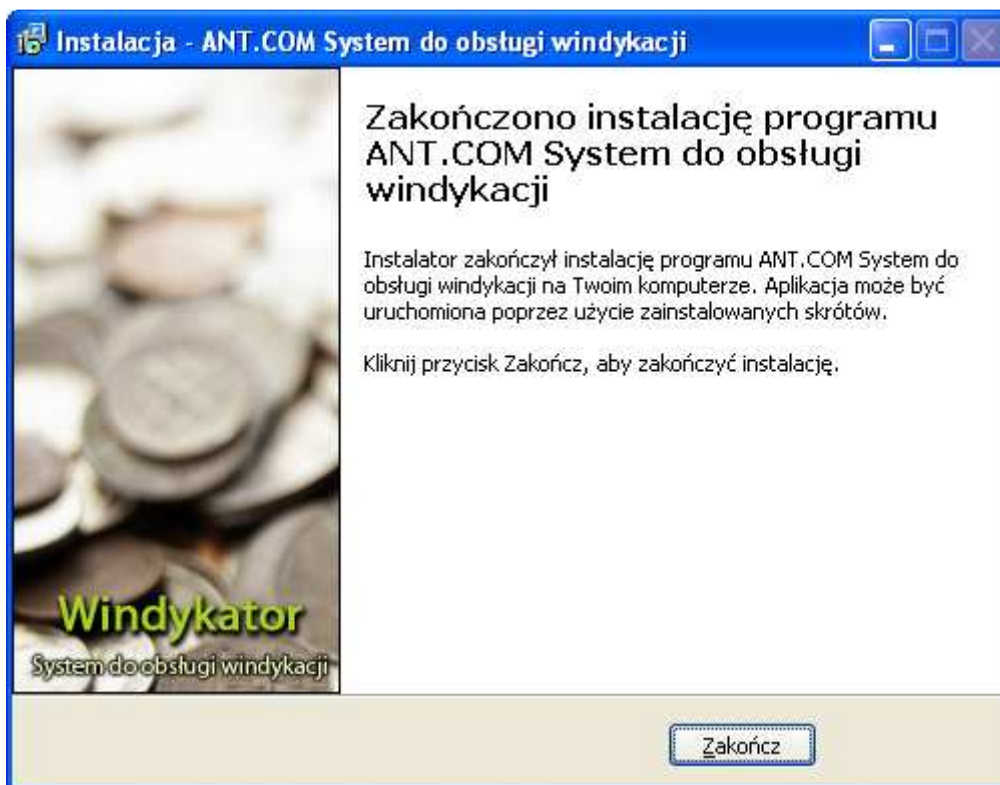 Instalacja - ANT.COM System do obsługi windykacji
Zakończono instalację programu
ANT.COM System do obsługi
windykacji
Instalator zakończył instalację programu ANT.COM System do
obsługi windykacji na Twoim komputerze. Aplikacja może być
uruchomiona poprzez użycie zainstalowanych skrótów.
Kliknij przycisk Zakończ, aby zakończyć instalację.
Windykator
System do obsługi windykacji
Zakończ